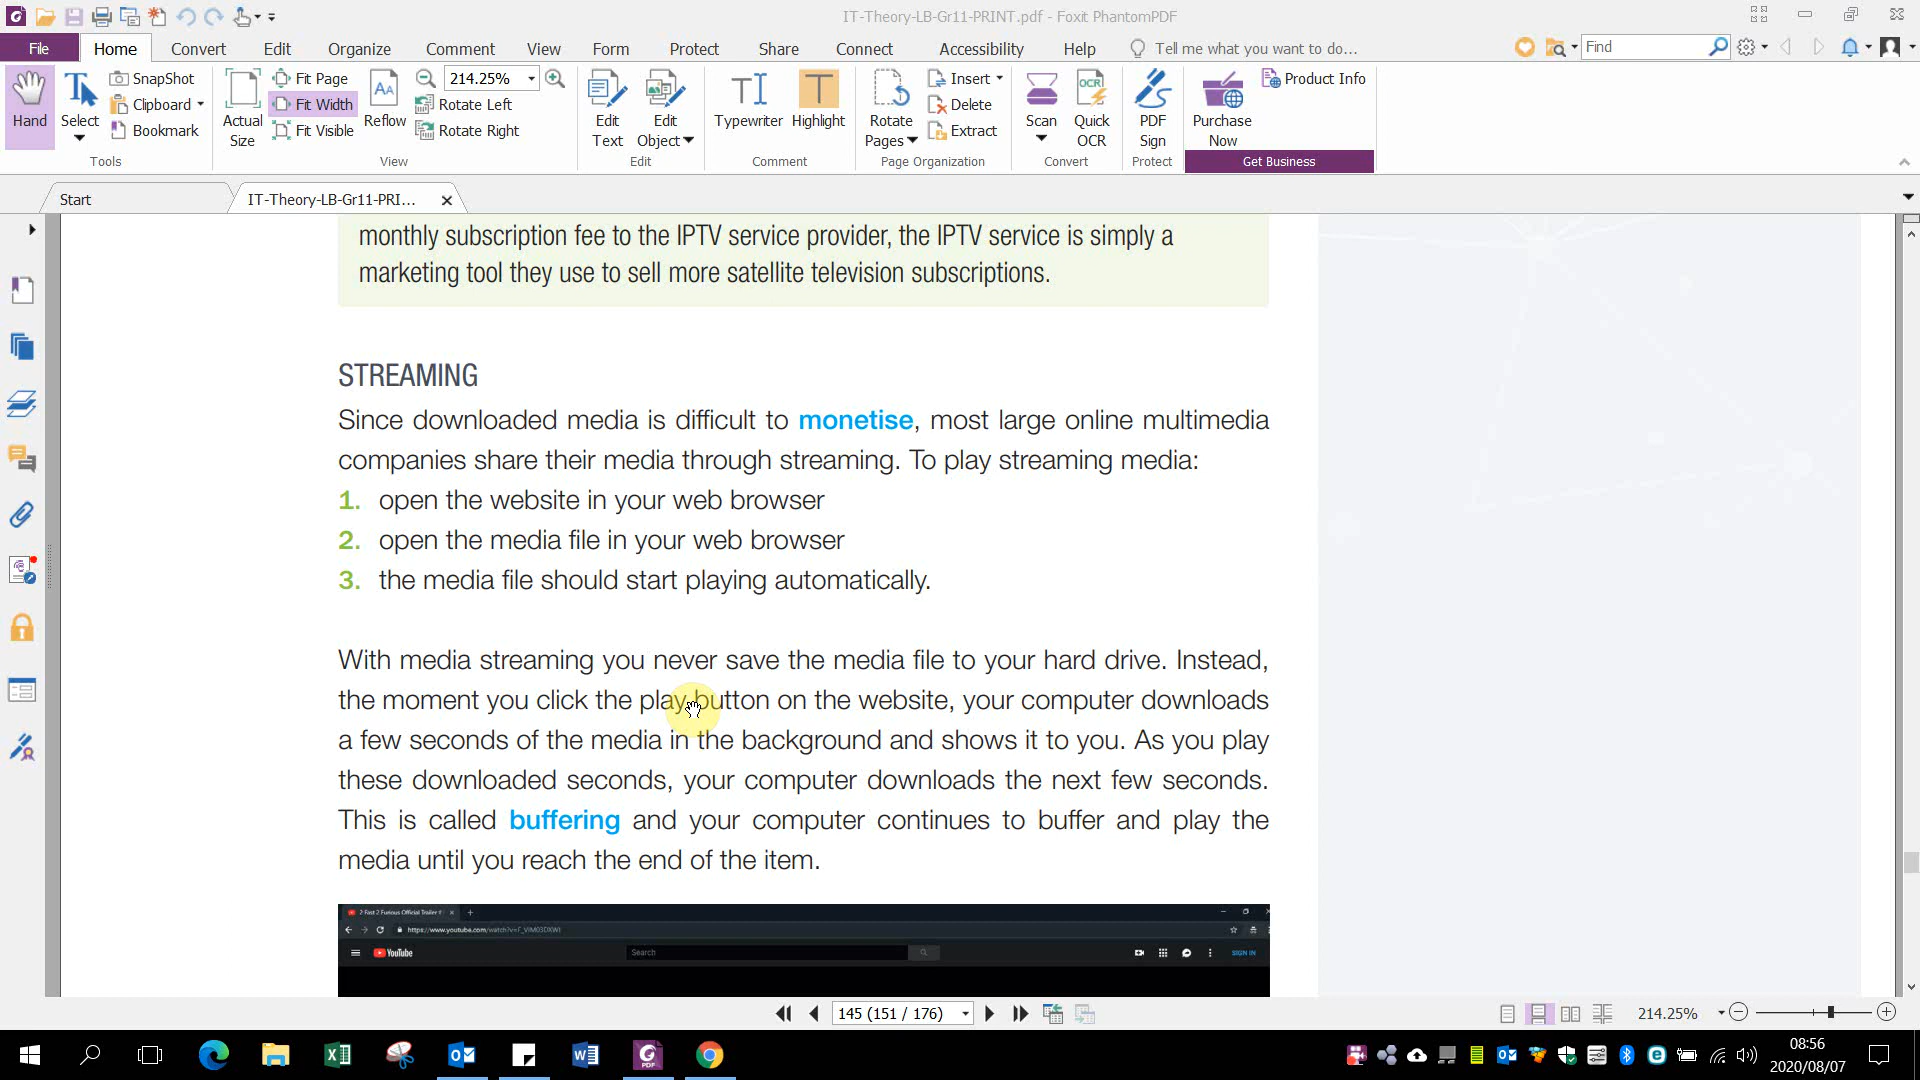 IT-Theory-LB-Gr11-PRINT.pdf - Foxit PhantomPDF
File Home Convert Edit Organize Comment View Form Protect Share Connect Accessibility Help Tell me what you want to do... Find
Hand
Select
SnapShot
Clipboard
Bookmark
Tools
Actual Size
Fit Page
Fit Width
Fit Visible
Reflow
214.25%
Rotate Left
Rotate Right
View
Edit Text
Edit Object
Edit
Typewriter
Highlight
Comment
Rotate Pages
Insert
Delete
Extract
Page Organization
Scan
Quick OCR
Convert
PDF Sign
Protect
Purchase Now
Product Info
Get Business
Start
IT-Theory-LB-Gr11-PRI...
monthly subscription fee to the IPTV service provider, the IPTV service is simply a
marketing tool they use to sell more satellite television subscriptions.
STREAMING
Since downloaded media is difficult to monetise, most large online multimedia
companies share their media through streaming. To play streaming media:
1. open the website in your web browser
2. open the media file in your web browser
3. the media file should start playing automatically.
With media streaming you never save the media file to your hard drive. Instead,
the moment you click the play button on the website, your computer downloads
a few seconds of the media in the background and shows it to you. As you play
these downloaded seconds, your computer downloads the next few seconds.
This is called buffering and your computer continues to buffer and play the
media until you reach the end of the item.
2 Fast 2 Furious Official Trailer
YouTube
Search
SIGN IN
145 (151 / 176)
214.25%
08:56
2020/08/07